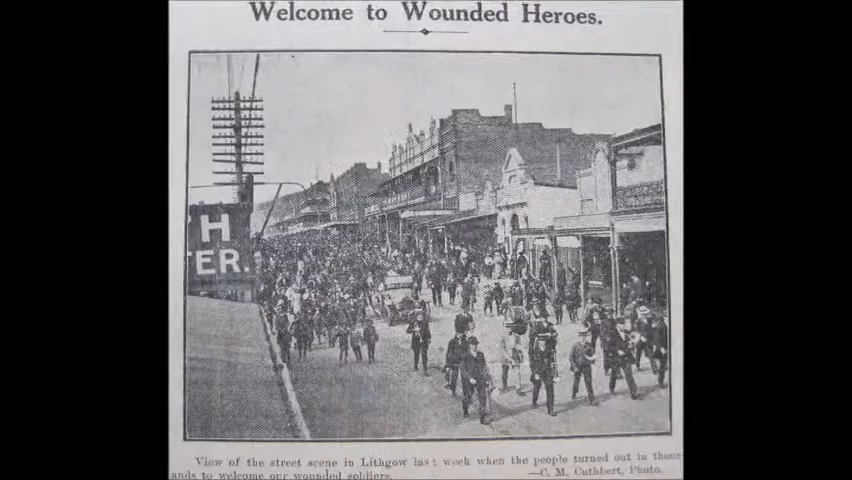 Welcome to Wounded Heroes.
H
ER.
View of the street scene in Lithgow last week when the people turned out in thous-
ands to welcome our wounded soldiers.
—C. M. Cuthbert, Photo.